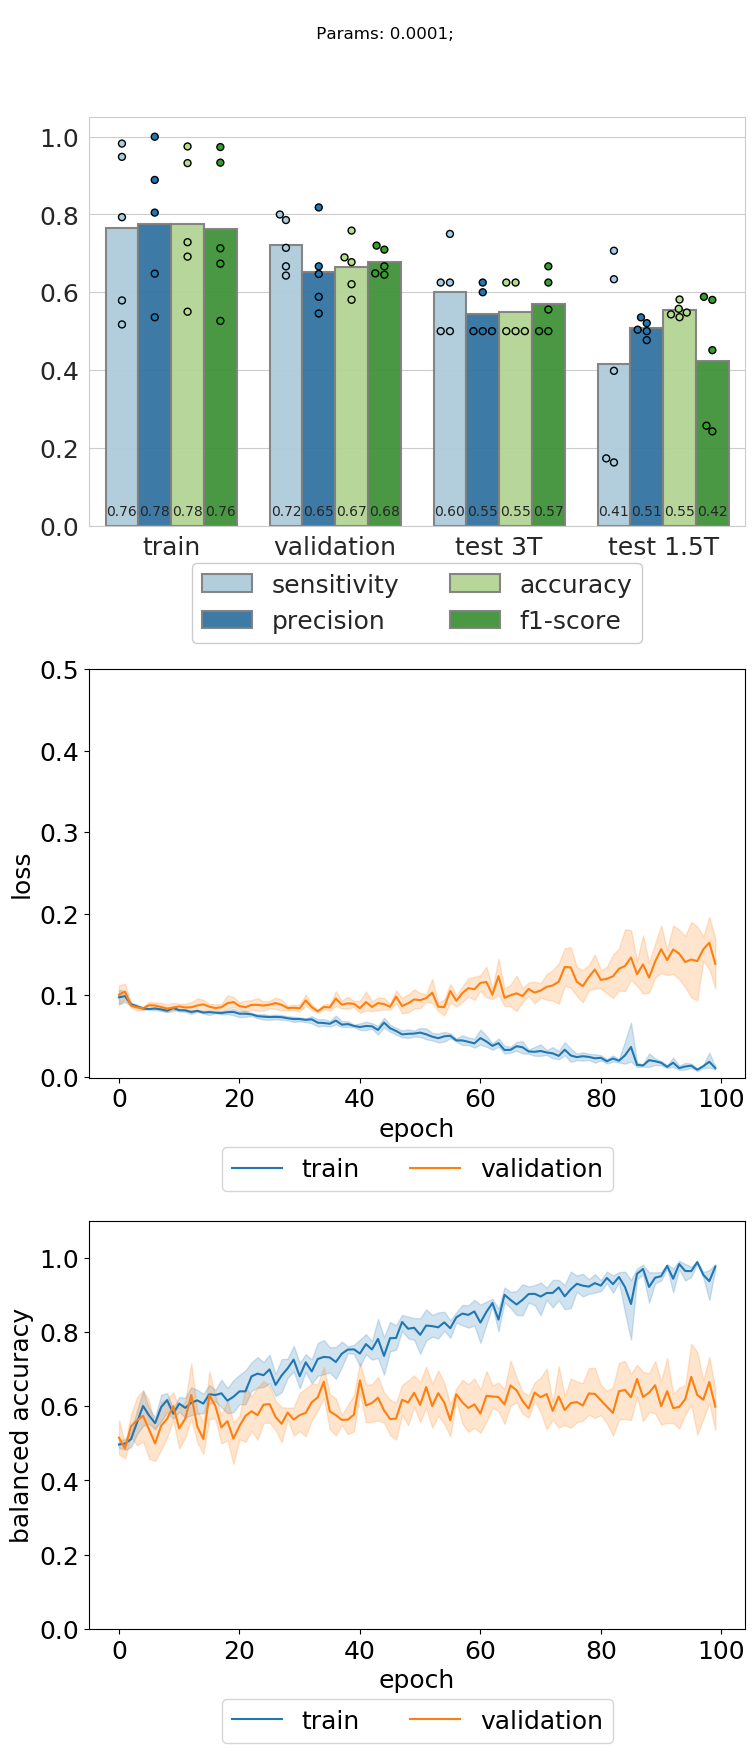 Params: 0.0001;
1.0
0.8
0.6
0.4
0.2
0.0
0.76 0.78 0.78 0.76 0.72 0.65 0.67 0.68 0.60 0.55 0.55 0.57 0.41 0.51 0.55 0.42
train validation test 3T test 1.5T
sensitivity accuracy
precision f1-score
0.5
0.4
0.3
0.2
0.1
0.0
loss
0 20 40 60 80 100
epoch
train validation
1.0
0.8
0.6
0.4
0.2
0.0
balanced accuracy
0 20 40 60 80 100
epoch
train validation